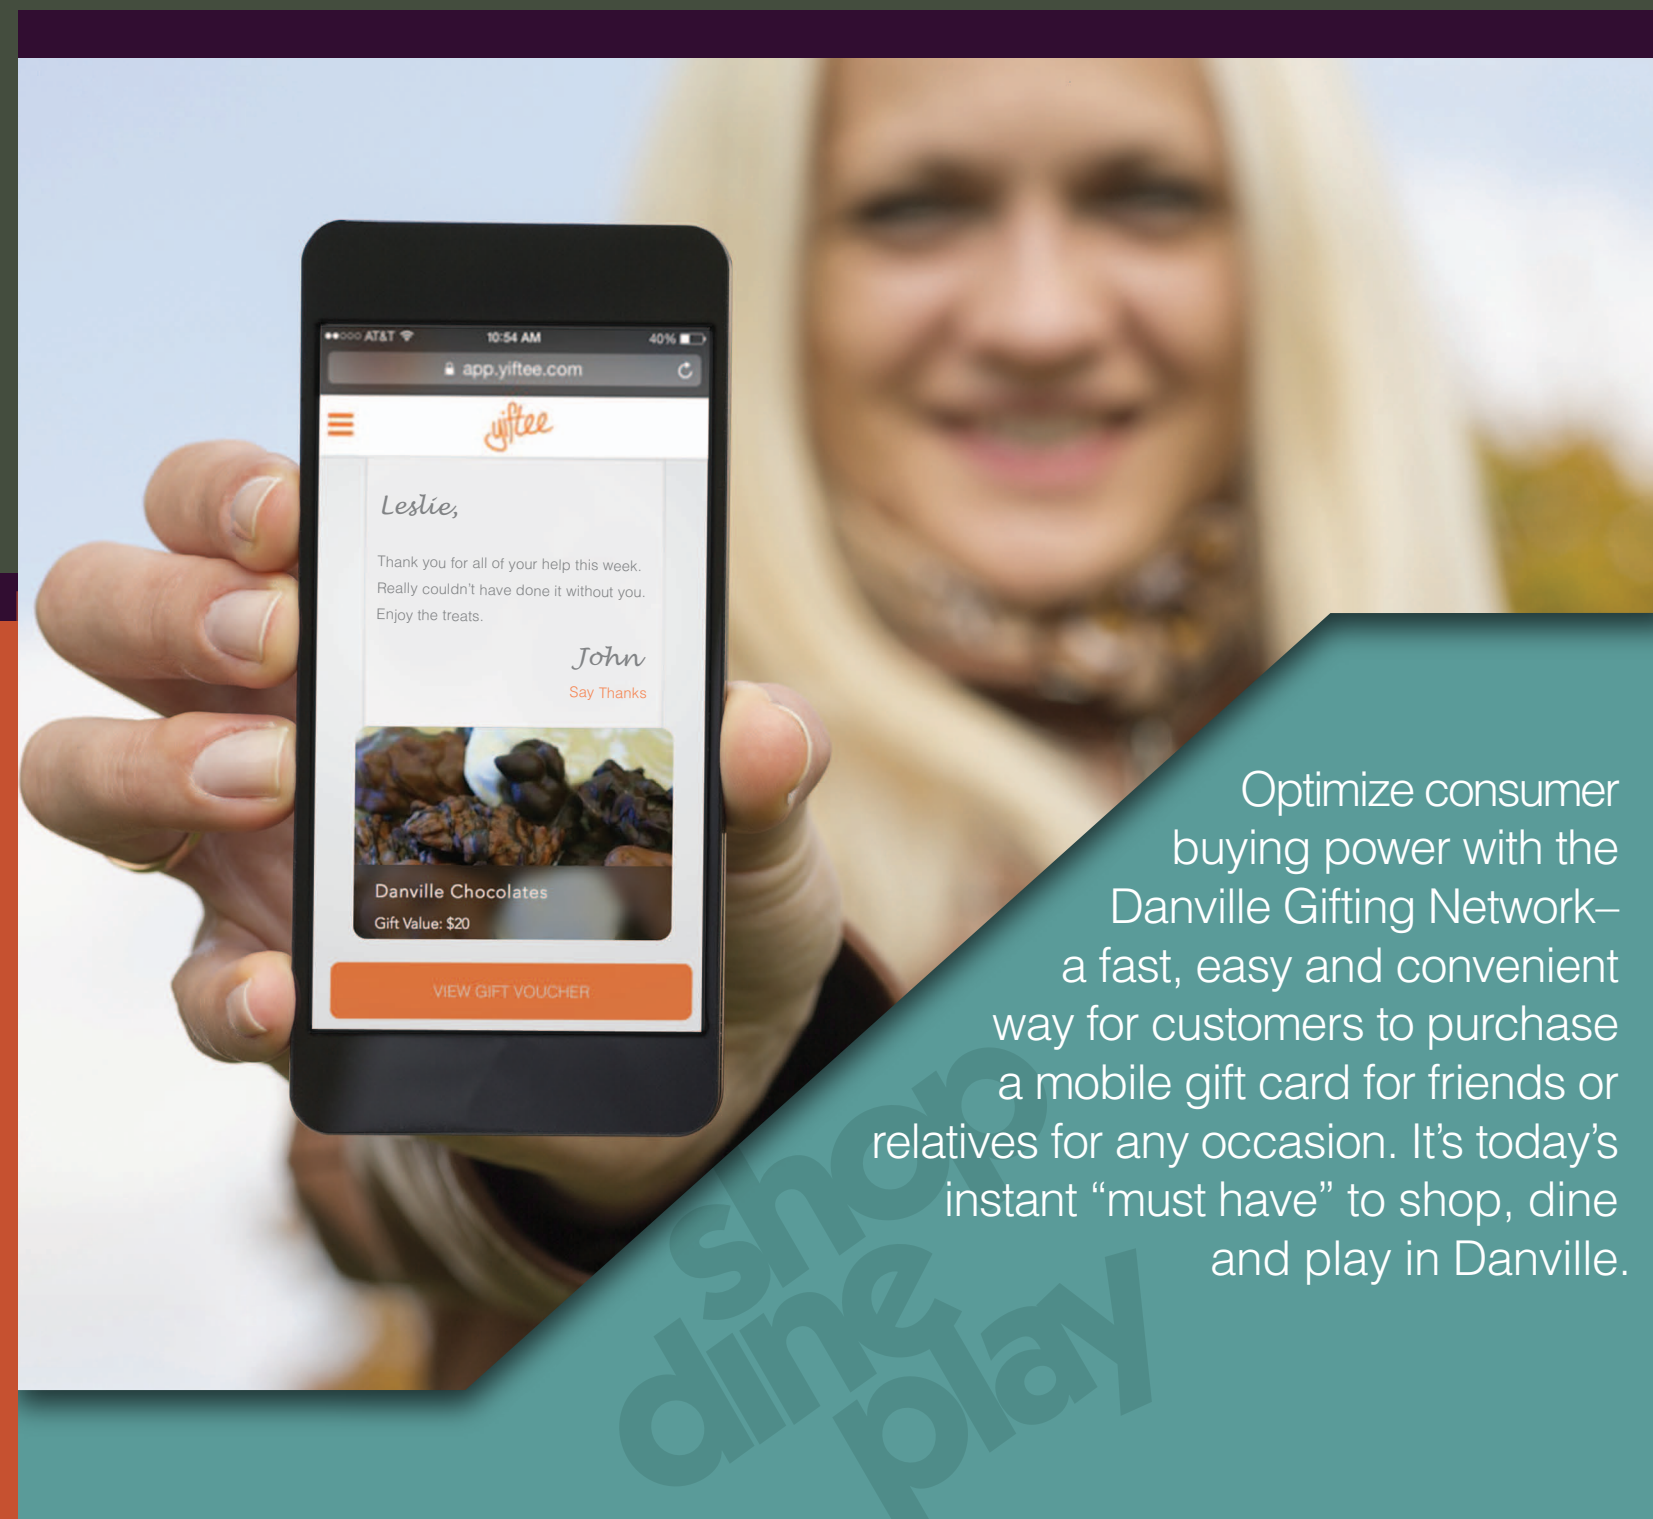 AT&T 10:54 AM 40%
app.yiftee.com
yiftee
Leslie,
Thank you for all of your help this week.
Really couldn't have done it without you.
Enjoy the treats.
John
Say Thanks
Danville Chocolates
Gift Value: $20
VIEW GIFT VOUCHER
Optimize consumer
buying power with the
Danville Gifting Network–
a fast, easy and convenient
way for customers to purchase
a mobile gift card for friends or
relatives for any occasion. It's today's
instant “must have” to shop, dine
and play in Danville.
shop
dine
play